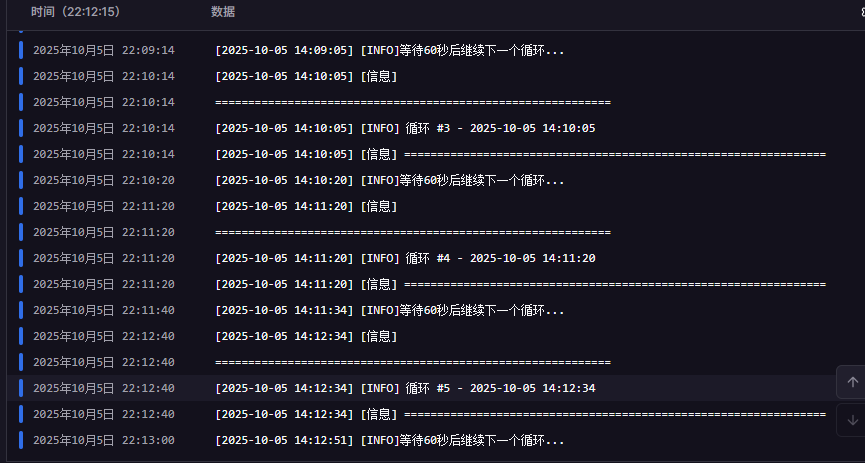 时间（22:12:15） 数据
2025年10月5日 22:09:14 [2025-10-05 14:09:05] [INFO]等待60秒后继续下一个循环...
2025年10月5日 22:10:14 [2025-10-05 14:10:05] [信息]
2025年10月5日 22:10:14 ============================================================
2025年10月5日 22:10:14 [2025-10-05 14:10:05] [INFO] 循环 #3 - 2025-10-05 14:10:05
2025年10月5日 22:10:14 [2025-10-05 14:10:05] [信息] ================================================================
2025年10月5日 22:10:20 [2025-10-05 14:10:20] [INFO]等待60秒后继续下一个循环...
2025年10月5日 22:11:20 [2025-10-05 14:11:20] [信息]
2025年10月5日 22:11:20 ============================================================
2025年10月5日 22:11:20 [2025-10-05 14:11:20] [INFO] 循环 #4 - 2025-10-05 14:11:20
2025年10月5日 22:11:20 [2025-10-05 14:11:20] [信息] ================================================================
2025年10月5日 22:11:40 [2025-10-05 14:11:34] [INFO]等待60秒后继续下一个循环...
2025年10月5日 22:12:40 [2025-10-05 14:12:34] [信息]
2025年10月5日 22:12:40 ============================================================
2025年10月5日 22:12:40 [2025-10-05 14:12:34] [INFO] 循环 #5 - 2025-10-05 14:12:34
2025年10月5日 22:12:40 [2025-10-05 14:12:34] [信息] ================================================================
2025年10月5日 22:13:00 [2025-10-05 14:12:51] [INFO]等待60秒后继续下一个循环...